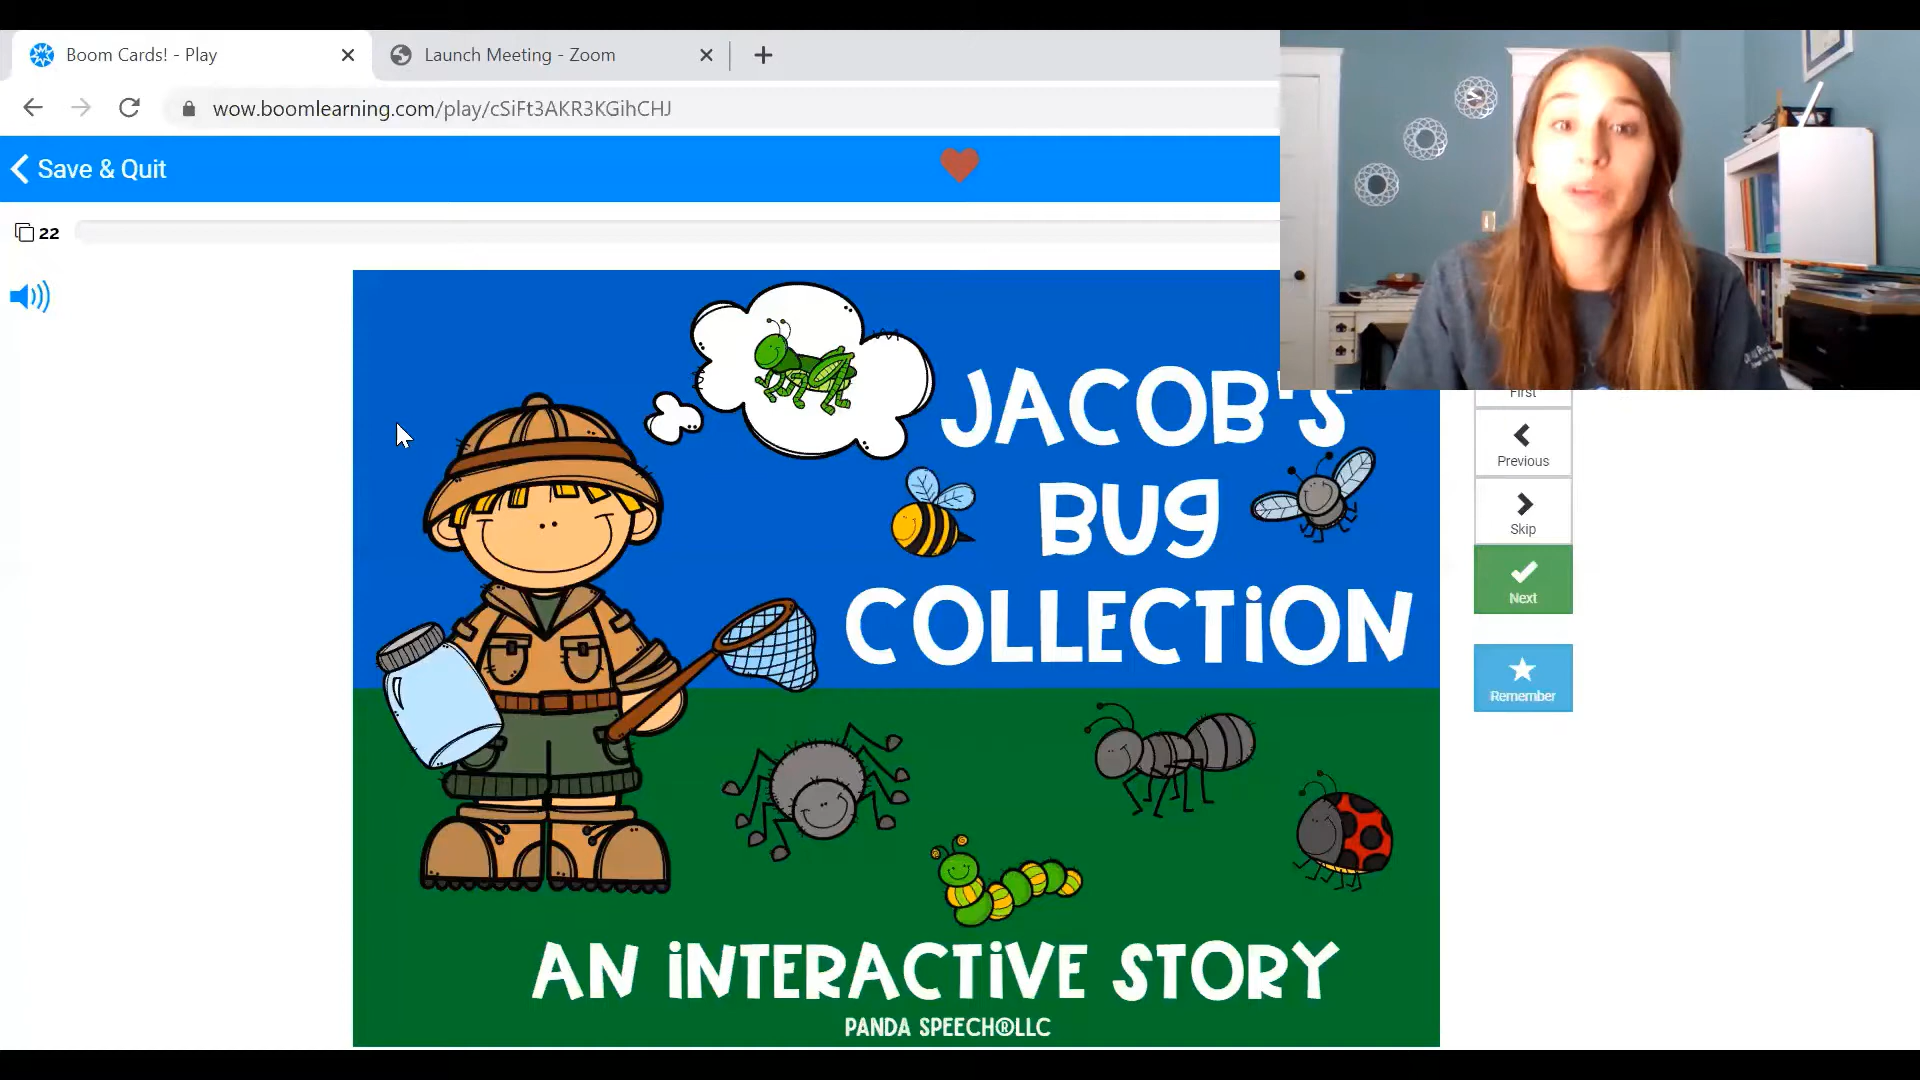 Boom Cards! - Play
Launch Meeting - Zoom
wow.boomlearning.com/play/cSiFt3AKR3KGihCHJ
Save & Quit
22
JACOB'S
BUG
COLLECTiON
AN iNTERACTiVE STORY
PANDA SPEECH®LLC
First
Previous
Skip
Next
Remember